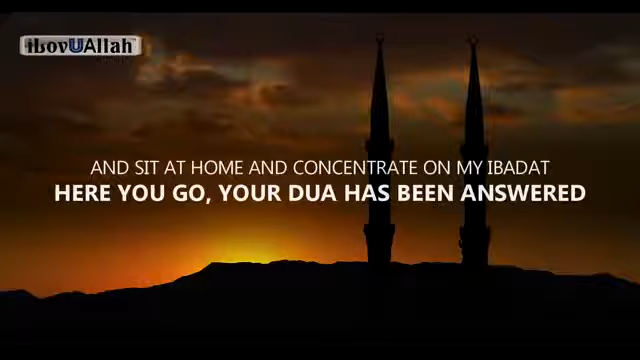 iLovUAllah
AND SIT AT HOME AND CONCENTRATE ON MY IBADAT
HERE YOU GO, YOUR DUA HAS BEEN ANSWERED